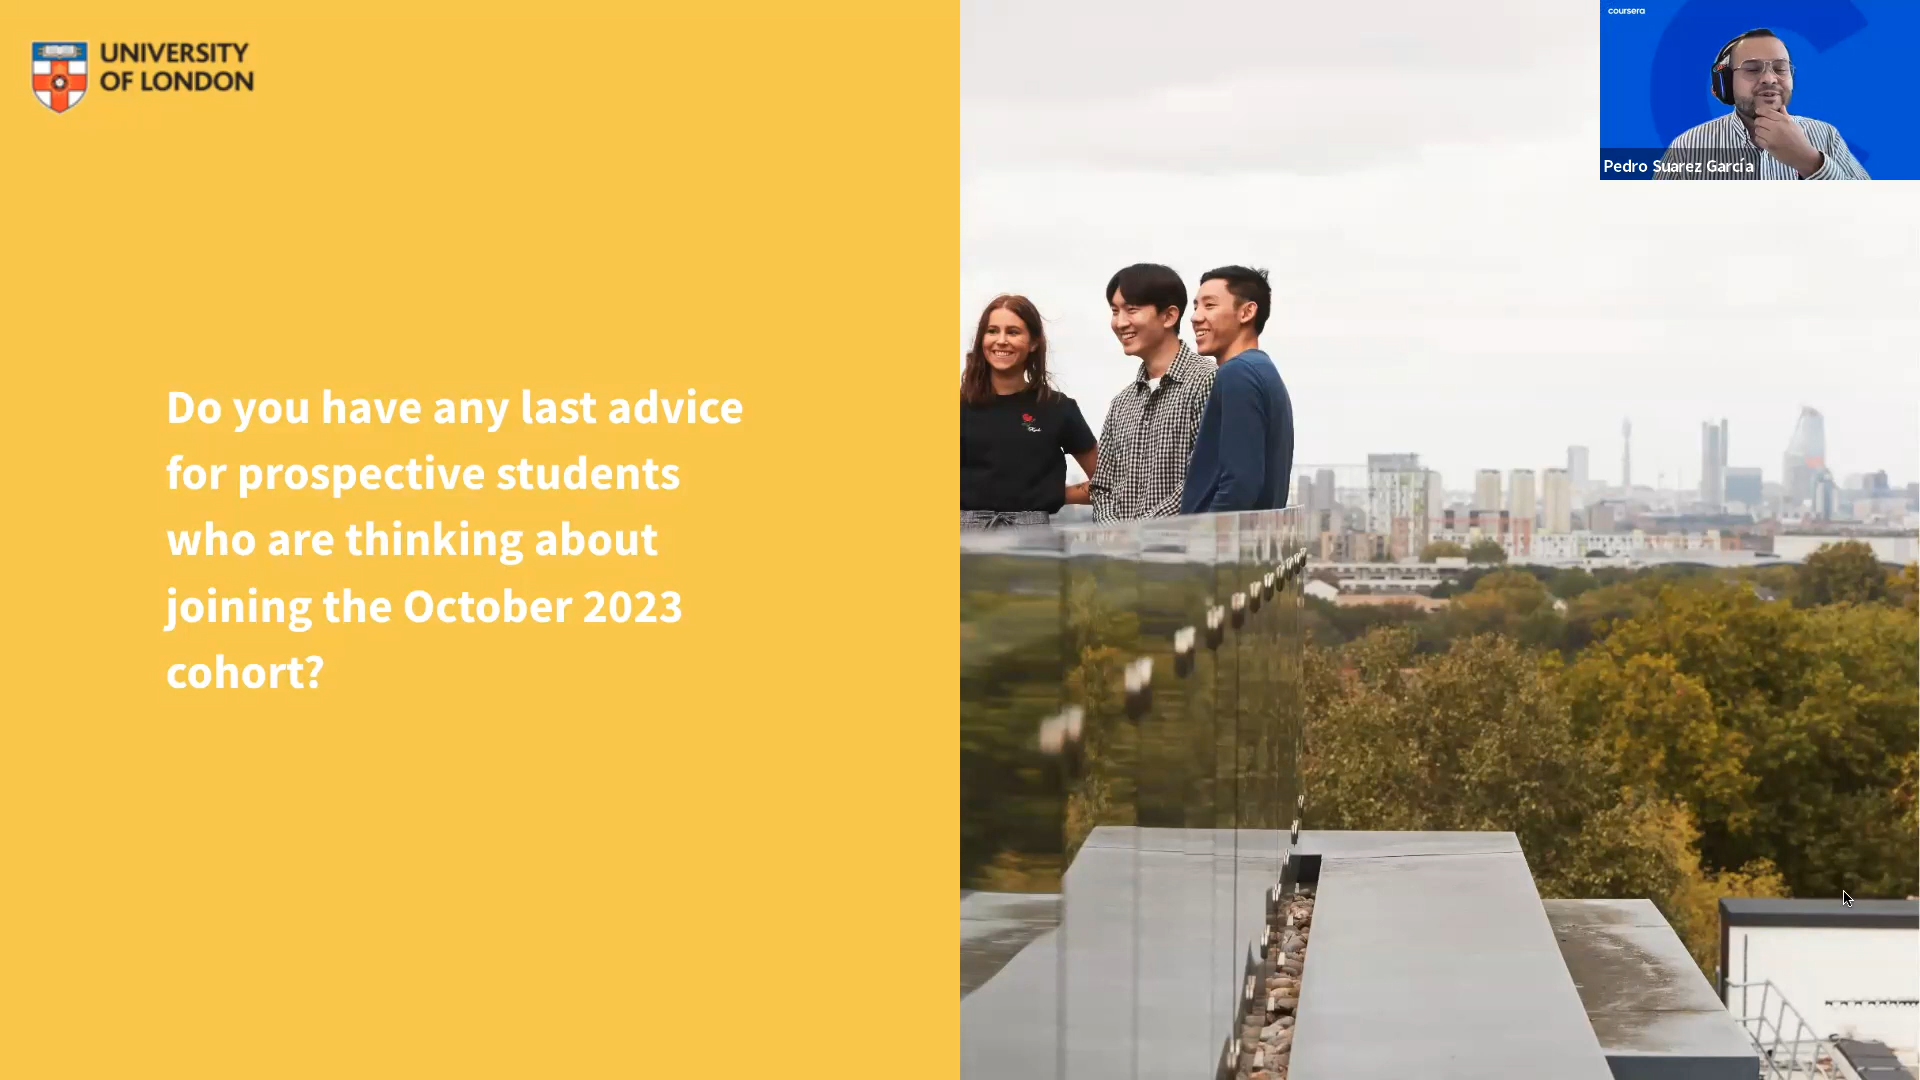 UNIVERSITY
OF LONDON
Do you have any last advice
for prospective students
who are thinking about
joining the October 2023
cohort?
coursera
Pedro Suarez García